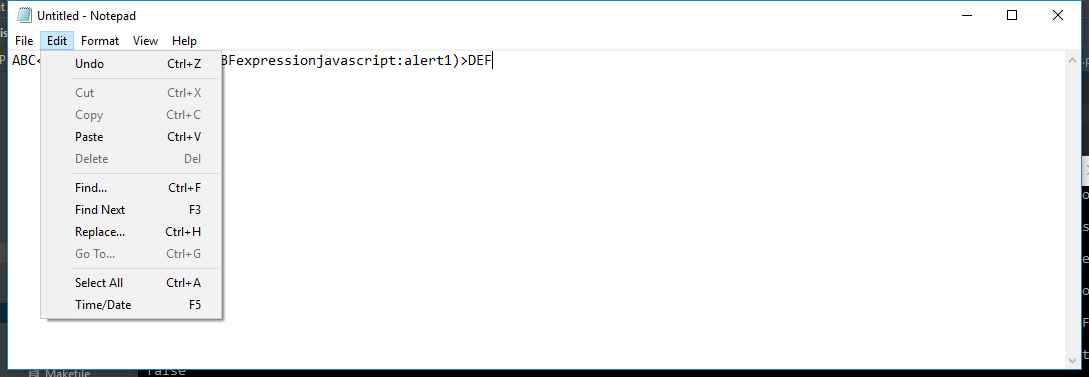 Untitled - Notepad
File Edit Format View Help
ABC< BFexpressionjavascript:alert1)>DEF
Undo Ctrl+Z
Cut Ctrl+X
Copy Ctrl+C
Paste Ctrl+V
Delete Del
Find... Ctrl+F
Find Next F3
Replace... Ctrl+H
Go To... Ctrl+G
Select All Ctrl+A
Time/Date F5
Makefile
false